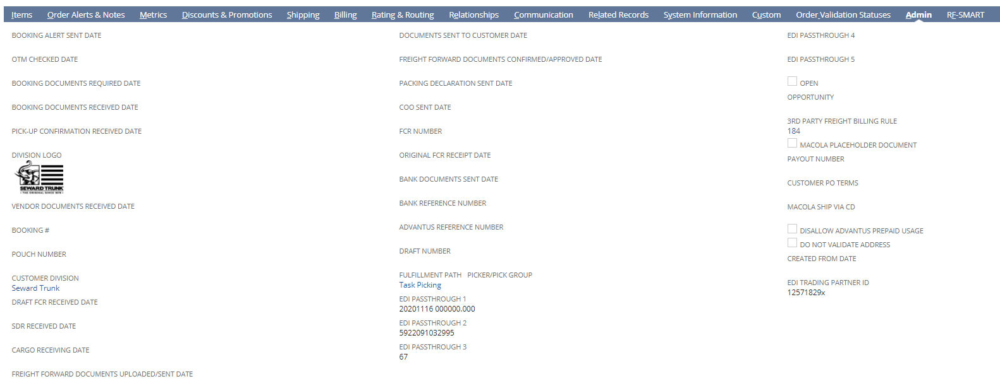 Items Order Alerts & Notes Metrics Discounts & Promotions Shipping Billing Rating & Routing Relationships Communication Related Records System Information Custom Order Validation Statuses Admin RF-SMART
BOOKING ALERT SENT DATE
OTM CHECKED DATE
BOOKING DOCUMENTS REQUIRED DATE
BOOKING DOCUMENTS RECEIVED DATE
PICK-UP CONFIRMATION RECEIVED DATE
DIVISION LOGO
SEWARD TRUNK
THE ORIGINAL SINCE 1878
VENDOR DOCUMENTS RECEIVED DATE
BOOKING #
POUCH NUMBER
CUSTOMER DIVISION
Seward Trunk
DRAFT FCR RECEIVED DATE
SDR RECEIVED DATE
CARGO RECEIVING DATE
FREIGHT FORWARD DOCUMENTS UPLOADED/SENT DATE
DOCUMENTS SENT TO CUSTOMER DATE
FREIGHT FORWARD DOCUMENTS CONFIRMED/APPROVED DATE
PACKING DECLARATION SENT DATE
COO SENT DATE
FCR NUMBER
ORIGINAL FCR RECEIPT DATE
BANK DOCUMENTS SENT DATE
BANK REFERENCE NUMBER
ADVANTUS REFERENCE NUMBER
DRAFT NUMBER
FULFILLMENT PATH PICKER/PICK GROUP
Task Picking
EDI PASSTHROUGH 1
20201116 000000.000
EDI PASSTHROUGH 2
5922091032995
EDI PASSTHROUGH 3
67
EDI PASSTHROUGH 4
EDI PASSTHROUGH 5
OPEN
OPPORTUNITY
3RD PARTY FREIGHT BILLING RULE
184
MACOLA PLACEHOLDER DOCUMENT
PAYOUT NUMBER
CUSTOMER PO TERMS
MACOLA SHIP VIA CD
DISALLOW ADVANTUS PREPAID USAGE
DO NOT VALIDATE ADDRESS
CREATED FROM DATE
EDI TRADING PARTNER ID
12571829x